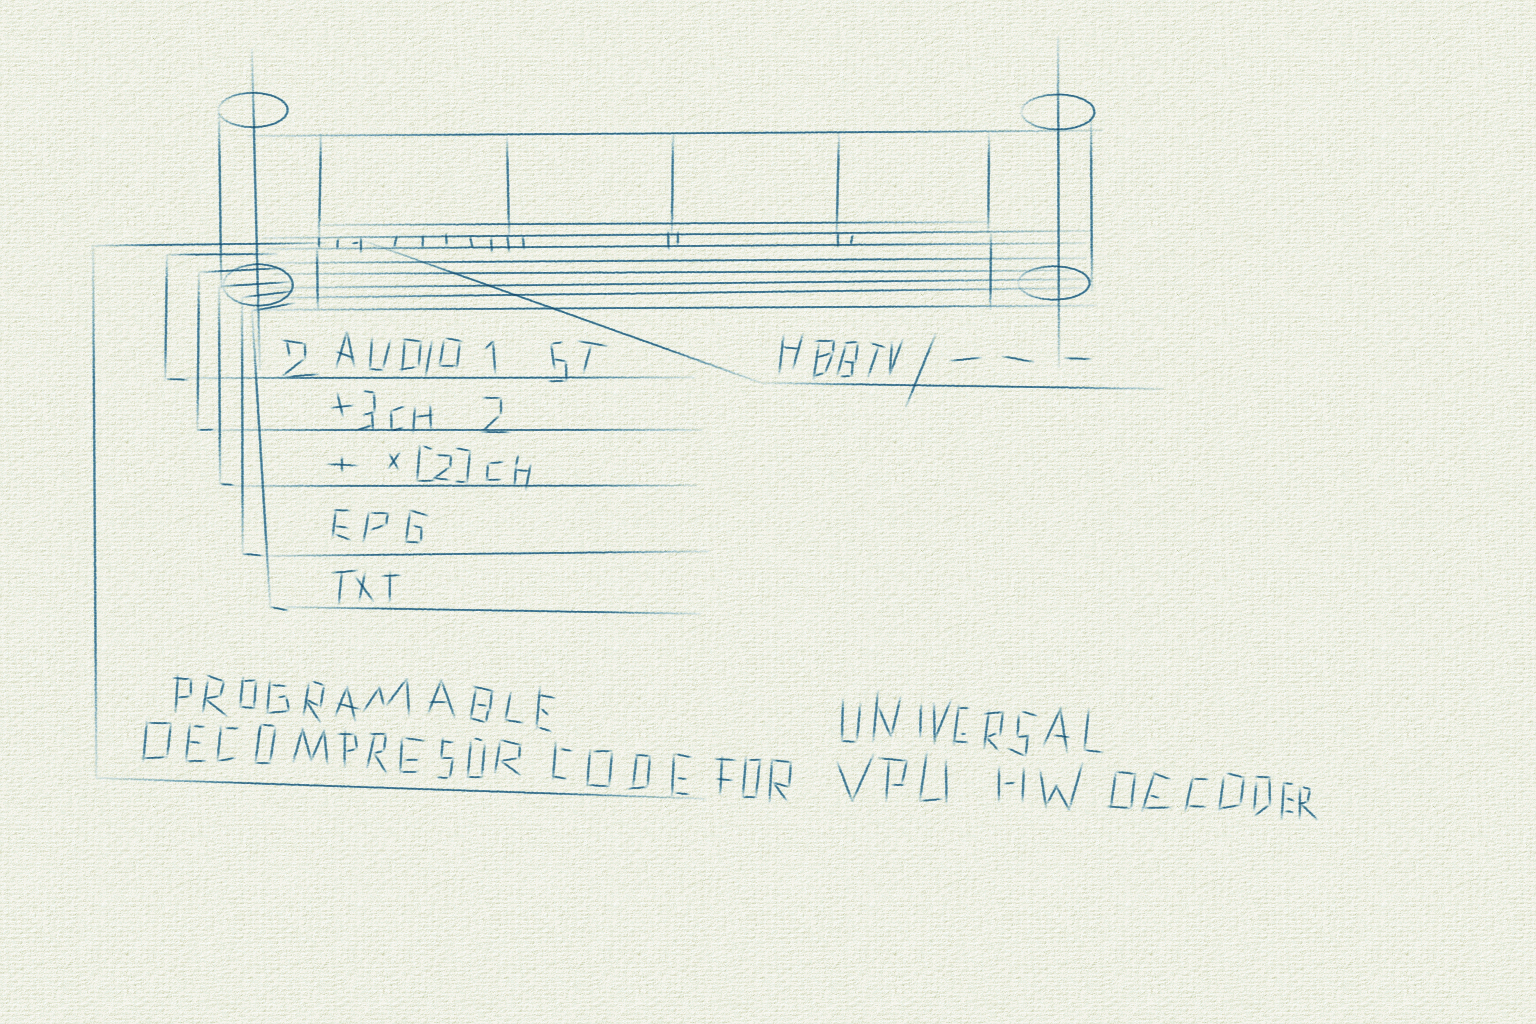 2 AUDIO 1 ST
HBBTV/ - - -
+3CH 2
+ x[2]CH
EPG
TXT
PROGRAMABLE
DECOMPRESOR CODE FOR
UNIVERSAL
VPU HW DECODER